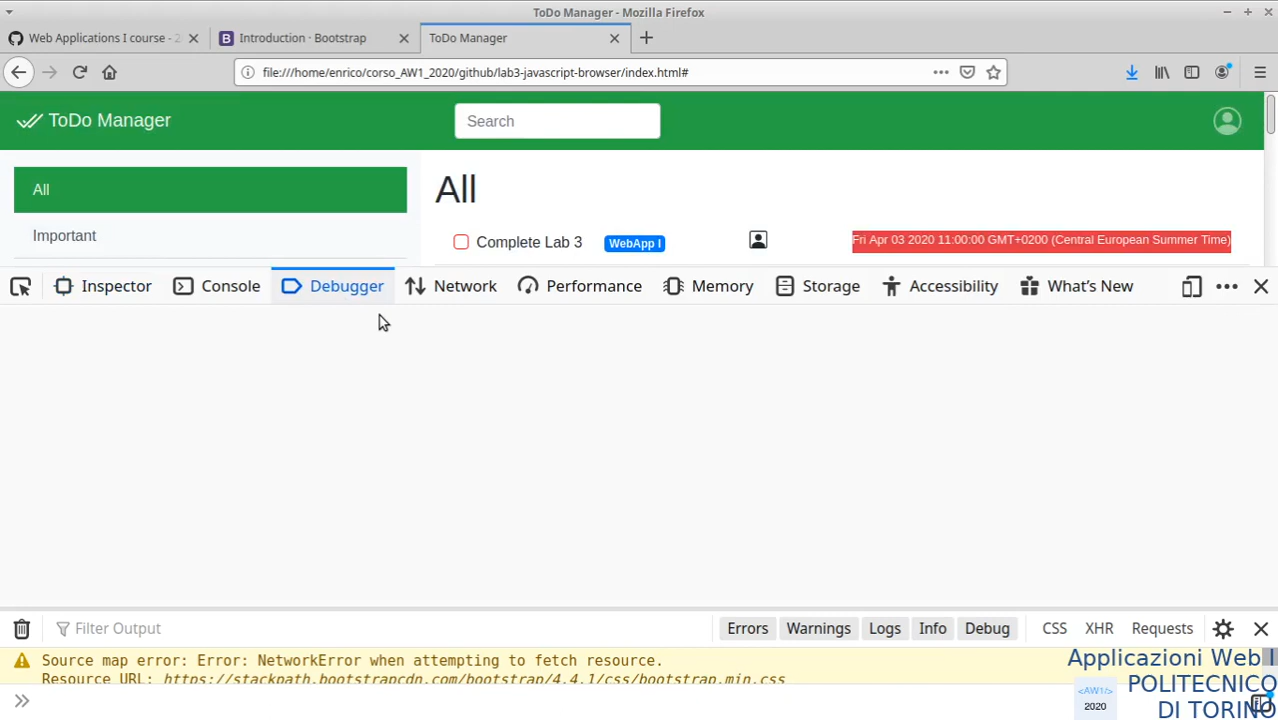 ToDo Manager - Mozilla Firefox
Web Applications I course - 2
Introduction · Bootstrap
ToDo Manager
file:///home/enrico/corso_AW1_2020/github/lab3-javascript-browser/index.html#
ToDo Manager
Search
All
All
Important
Complete Lab 3 WebApp I Fri Apr 03 2020 11:00:00 GMT+0200 (Central European Summer Time)
Inspector Console Debugger Network Performance Memory Storage Accessibility What's New
Filter Output Errors Warnings Logs Info Debug CSS XHR Requests
Source map error: Error: NetworkError when attempting to fetch resource.
Resource URL: https://stackpath.bootstrapcdn.com/bootstrap/4.4.1/css/bootstrap.min.css
Applicazioni Web I
POLITECNICO
DI TORINO
<AW1/>
2020